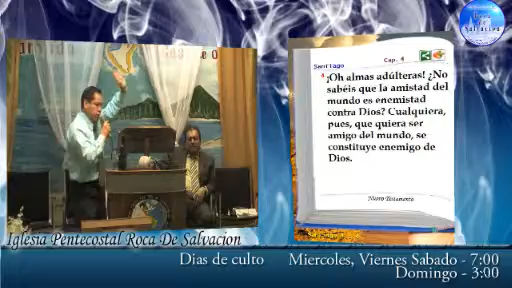 Salvacion
Santiago Cap. 4
4 ¡Oh almas adúlteras! ¿No
sabéis que la amistad del
mundo es enemistad
contra Dios? Cualquiera,
pues, que quiera ser
amigo del mundo, se
constituye enemigo de
Dios.
Nuevo Testamento
Iglesia Pentecostal Roca De Salvacion
Dias de culto Miercoles, Viernes Sabado - 7:00
Domingo - 3:00